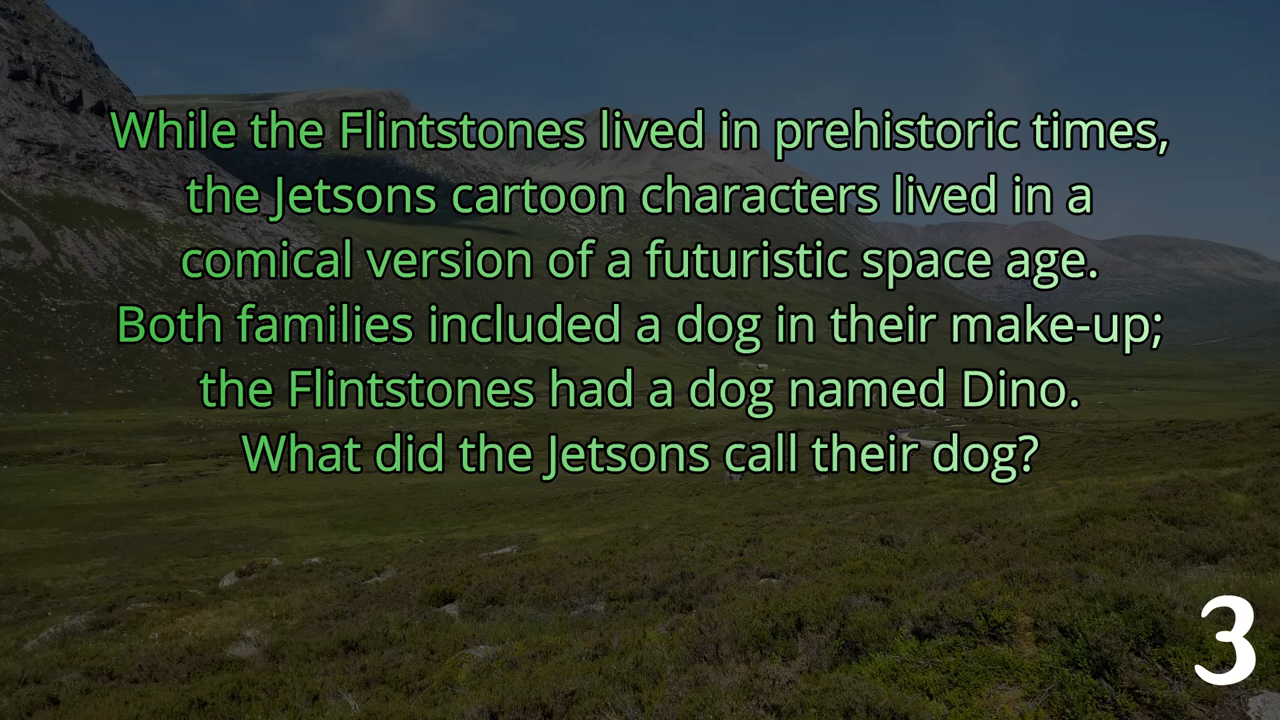 While the Flintstones lived in prehistoric times,
the Jetsons cartoon characters lived in a
comical version of a futuristic space age.
Both families included a dog in their make-up;
the Flintstones had a dog named Dino.
What did the Jetsons call their dog?
3